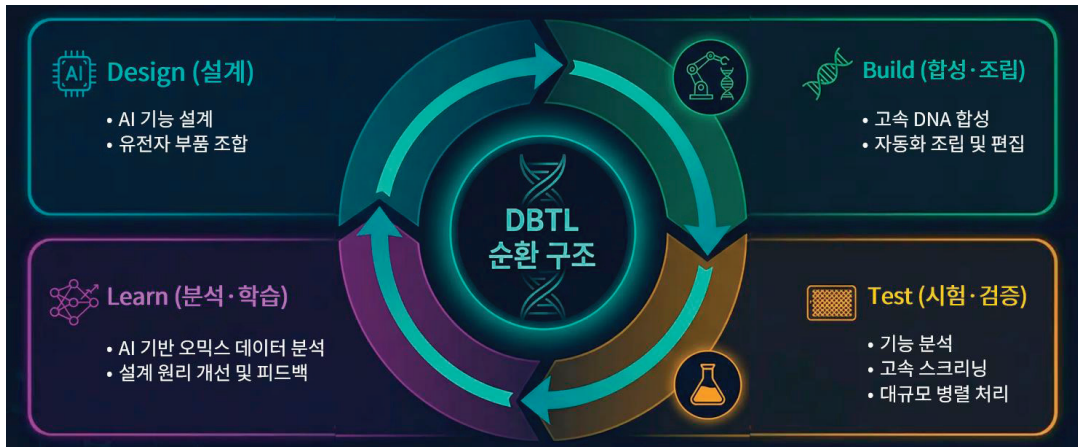 AI
Design (설계)
• AI 기능 설계
• 유전자 부품 조합
Build (합성·조립)
• 고속 DNA 합성
• 자동화 조립 및 편집
DBTL
순환 구조
Learn (분석·학습)
• AI 기반 오믹스 데이터 분석
• 설계 원리 개선 및 피드백
Test (시험·검증)
• 기능 분석
• 고속 스크리닝
• 대규모 병렬 처리